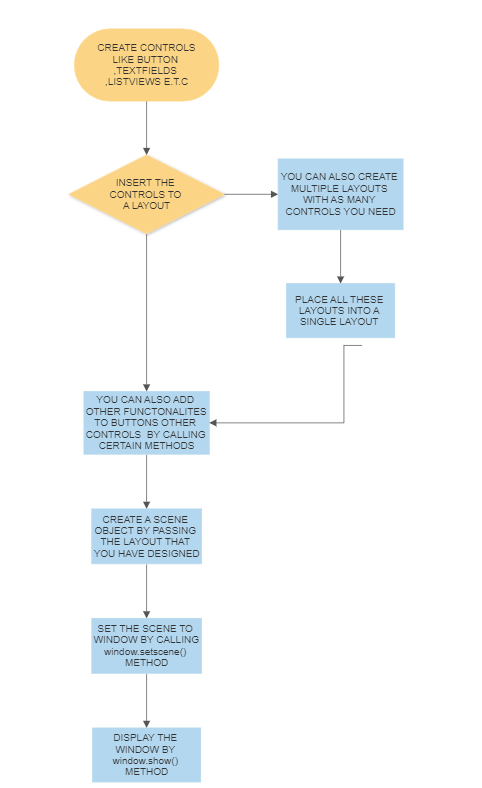 CREATE CONTROLS
LIKE BUTTON
,TEXTFIELDS
,LISTVIEWS E.T.C
INSERT THE
CONTROLS TO
A LAYOUT
YOU CAN ALSO CREATE
MULTIPLE LAYOUTS
WITH AS MANY
CONTROLS YOU NEED
PLACE ALL THESE
LAYOUTS INTO A
SINGLE LAYOUT
YOU CAN ALSO ADD
OTHER FUNCTONALITES
TO BUTTONS OTHER
CONTROLS BY CALLING
CERTAIN METHODS
CREATE A SCENE
OBJECT BY PASSING
THE LAYOUT THAT
YOU HAVE DESIGNED
SET THE SCENE TO
WINDOW BY CALLING
window.setscene()
METHOD
DISPLAY THE
WINDOW BY
window.show()
METHOD